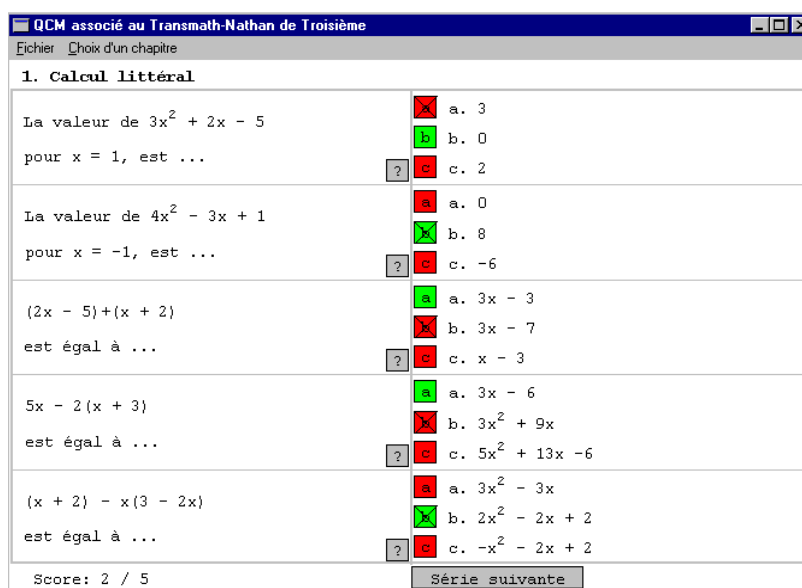 QCM associé au Transmath-Nathan de Troisième
Fichier Choix d'un chapitre
1. Calcul littéral
La valeur de 3x² + 2x - 5
pour x = 1, est ...
?
a a. 3
b b. 0
c c. 2
La valeur de 4x² - 3x + 1
pour x = -1, est ...
?
a a. 0
b b. 8
c c. -6
(2x - 5)+(x + 2)
est égal à ...
?
a a. 3x - 3
b b. 3x - 7
c c. x - 3
5x - 2(x + 3)
est égal à ...
?
a a. 3x - 6
b b. 3x² + 9x
c c. 5x² + 13x -6
(x + 2) - x(3 - 2x)
est égal à ...
?
a a. 3x² - 3x
b b. 2x² - 2x + 2
c c. -x² - 2x + 2
Score: 2 / 5
Série suivante